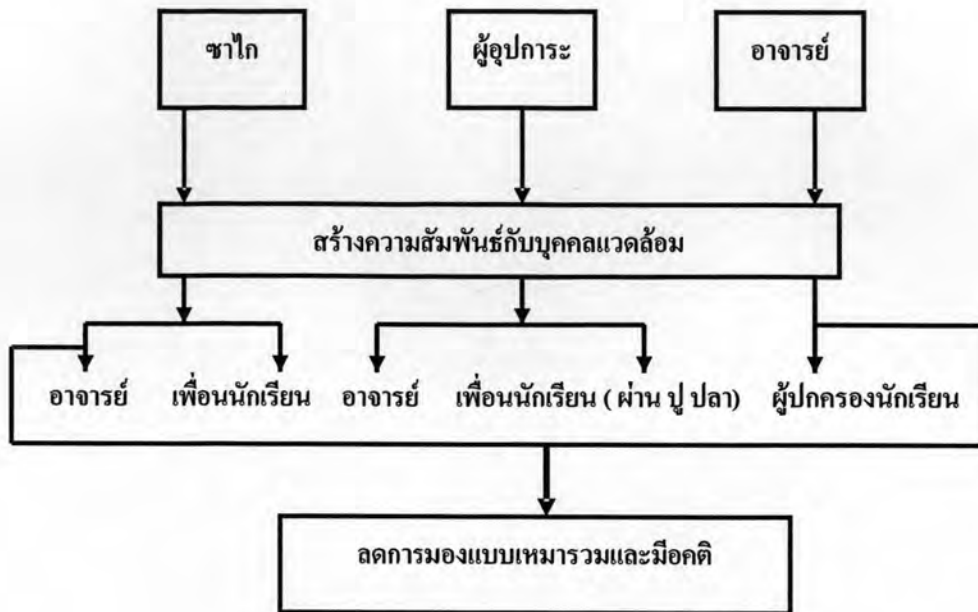 ซาไก ผู้อุปการะ อาจารย์
สร้างความสัมพันธ์กับบุคคลแวดล้อม
อาจารย์ เพื่อนนักเรียน อาจารย์ เพื่อนนักเรียน ( ผ่าน ปู ปลา) ผู้ปกครองนักเรียน
ลดการมองแบบเหมารวมและมีอคติ